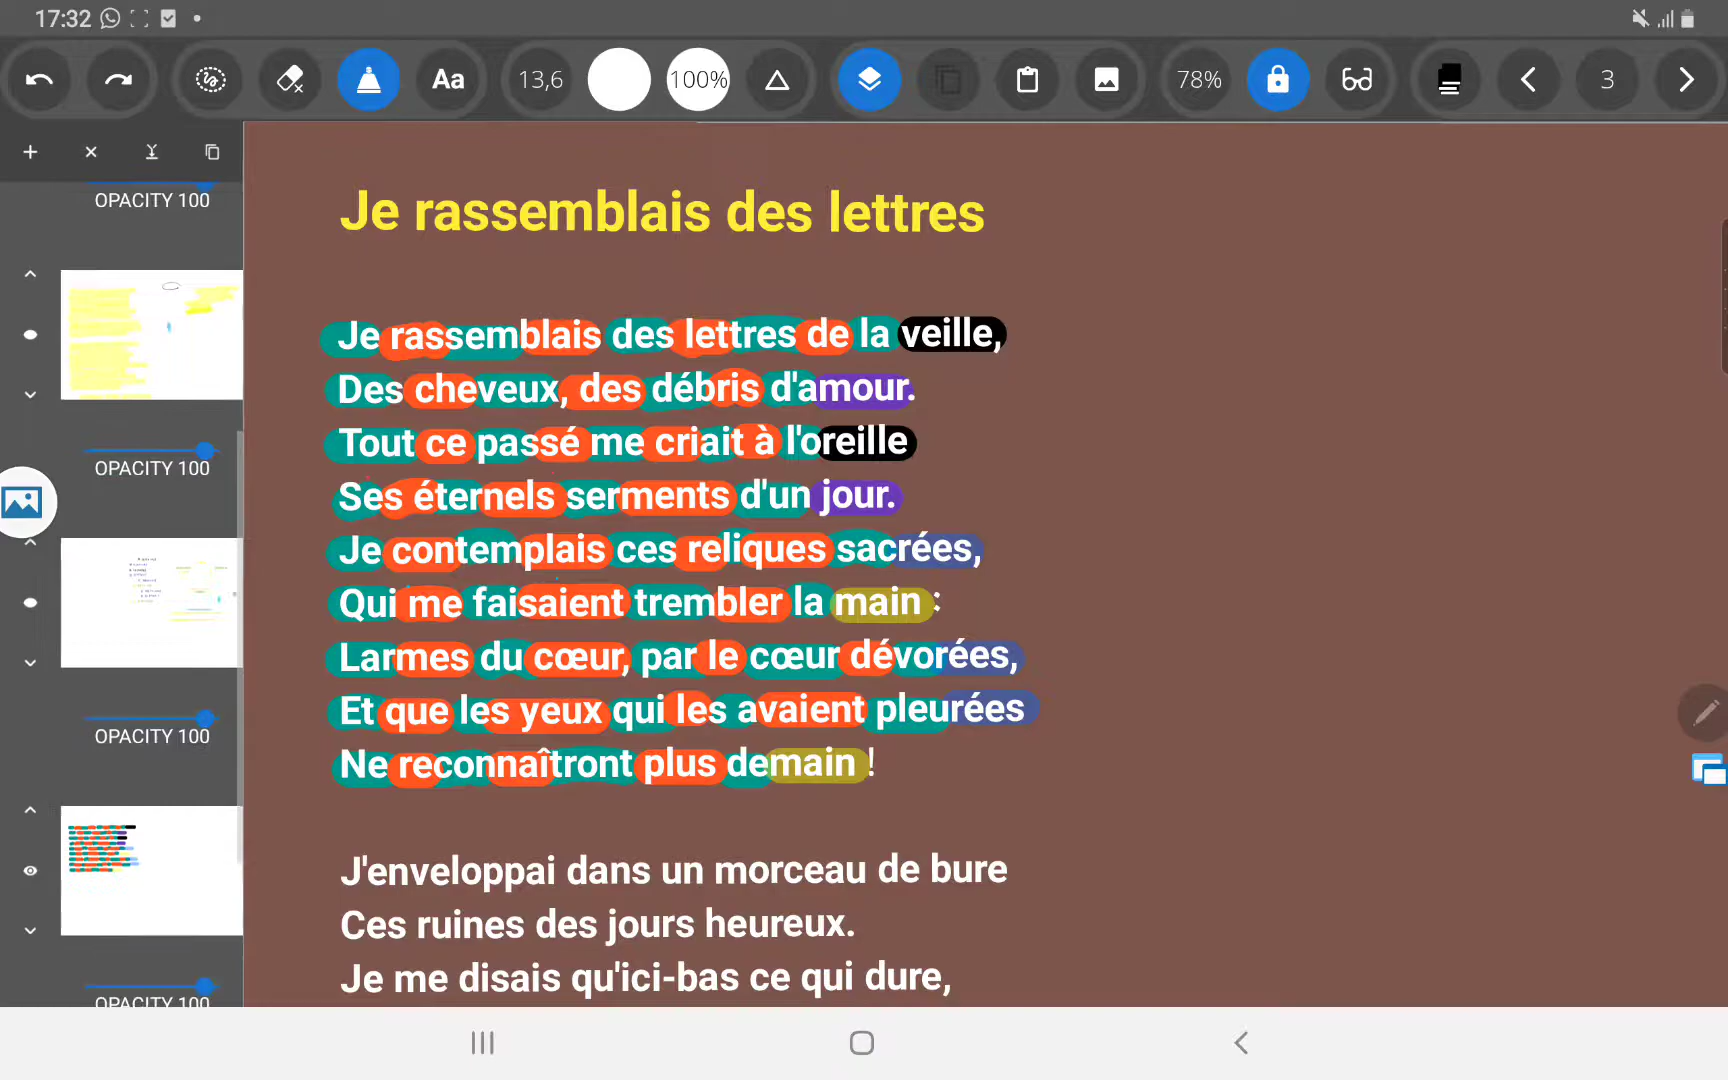 17:32
Aa
13,6
100%
78%
3
OPACITY 100
OPACITY 100
OPACITY 100
OPACITY 100
Je rassemblais des lettres
Je rassemblais des lettres de la veille,
Des cheveux, des débris d'amour.
Tout ce passé me criait à l'oreille
Ses éternels serments d'un jour.
Je contemplais ces reliques sacrées,
Qui me faisaient trembler la main :
Larmes du cœur, par le cœur dévorées,
Et que les yeux qui les avaient pleurées
Ne reconnaîtront plus demain !
J'enveloppai dans un morceau de bure
Ces ruines des jours heureux.
Je me disais qu'ici-bas ce qui dure,